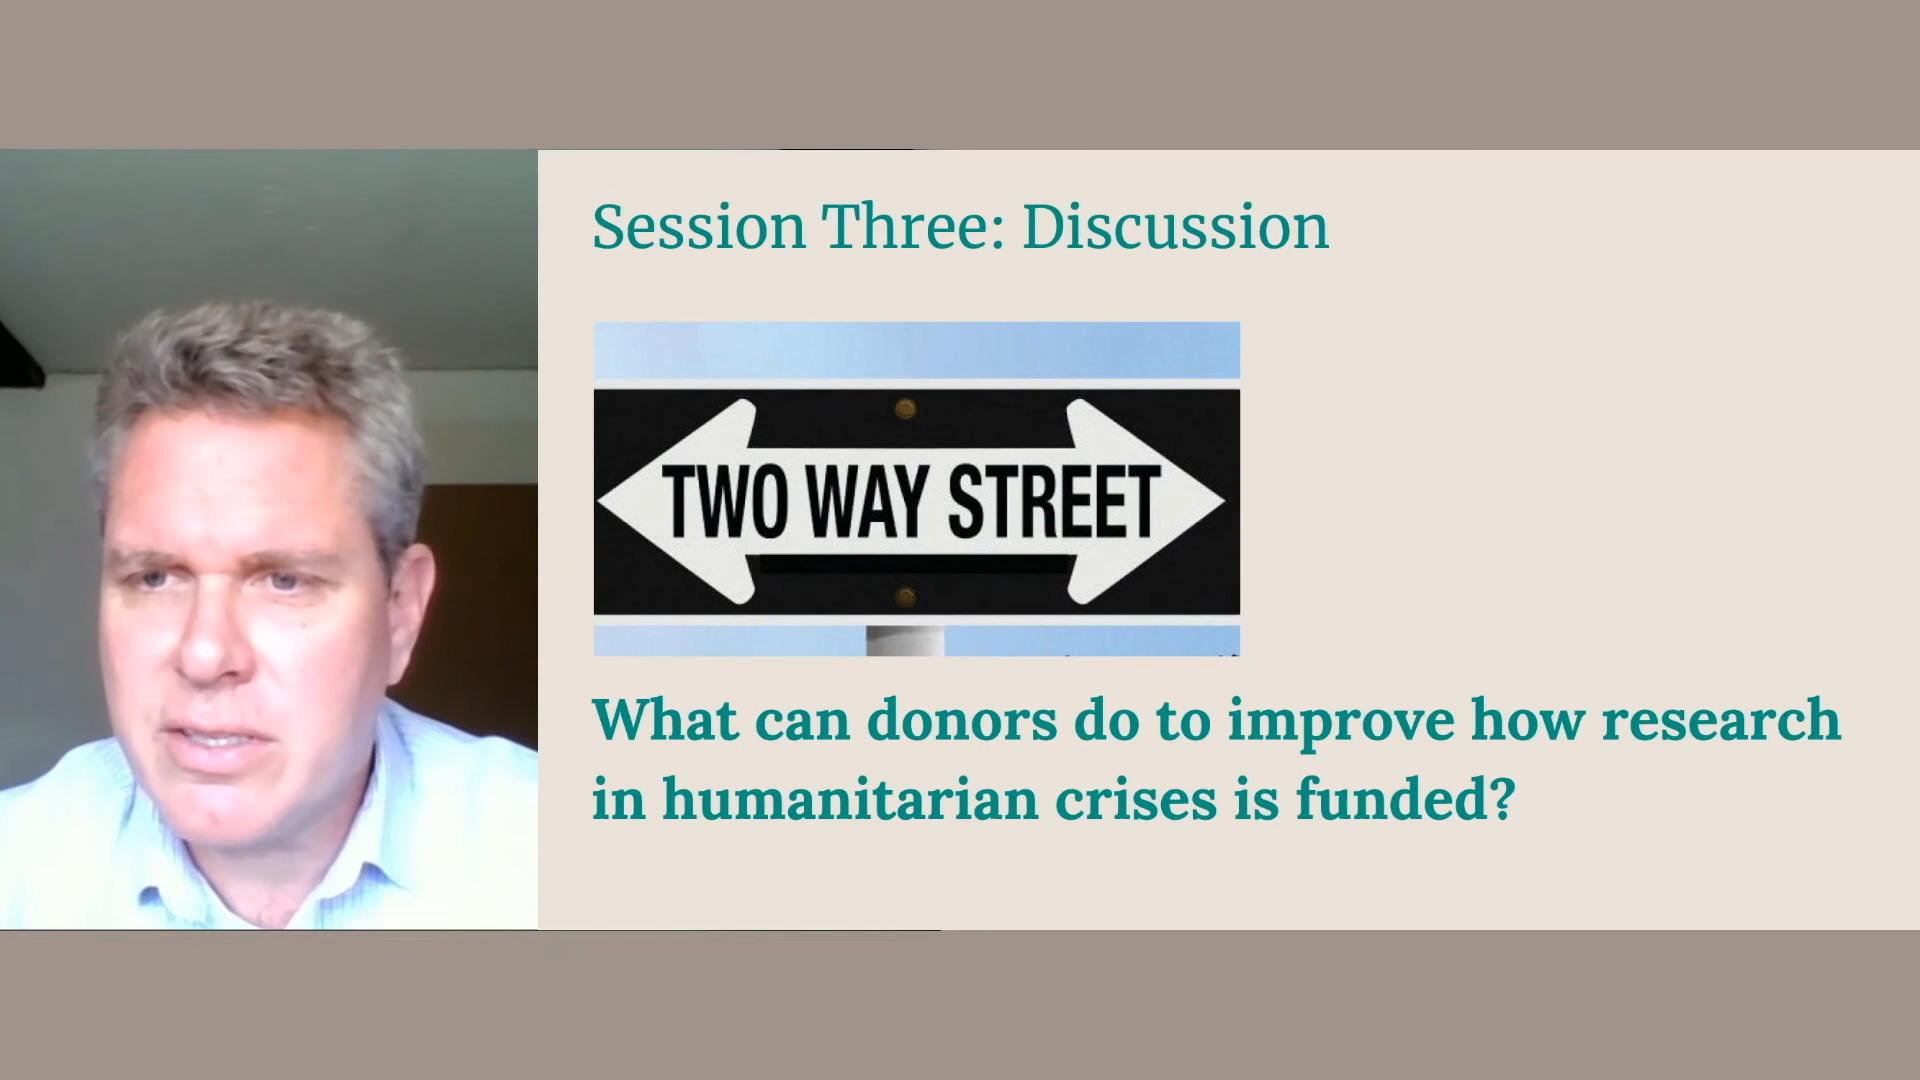 Session Three: Discussion
TWO WAY STREET
What can donors do to improve how research
in humanitarian crises is funded?